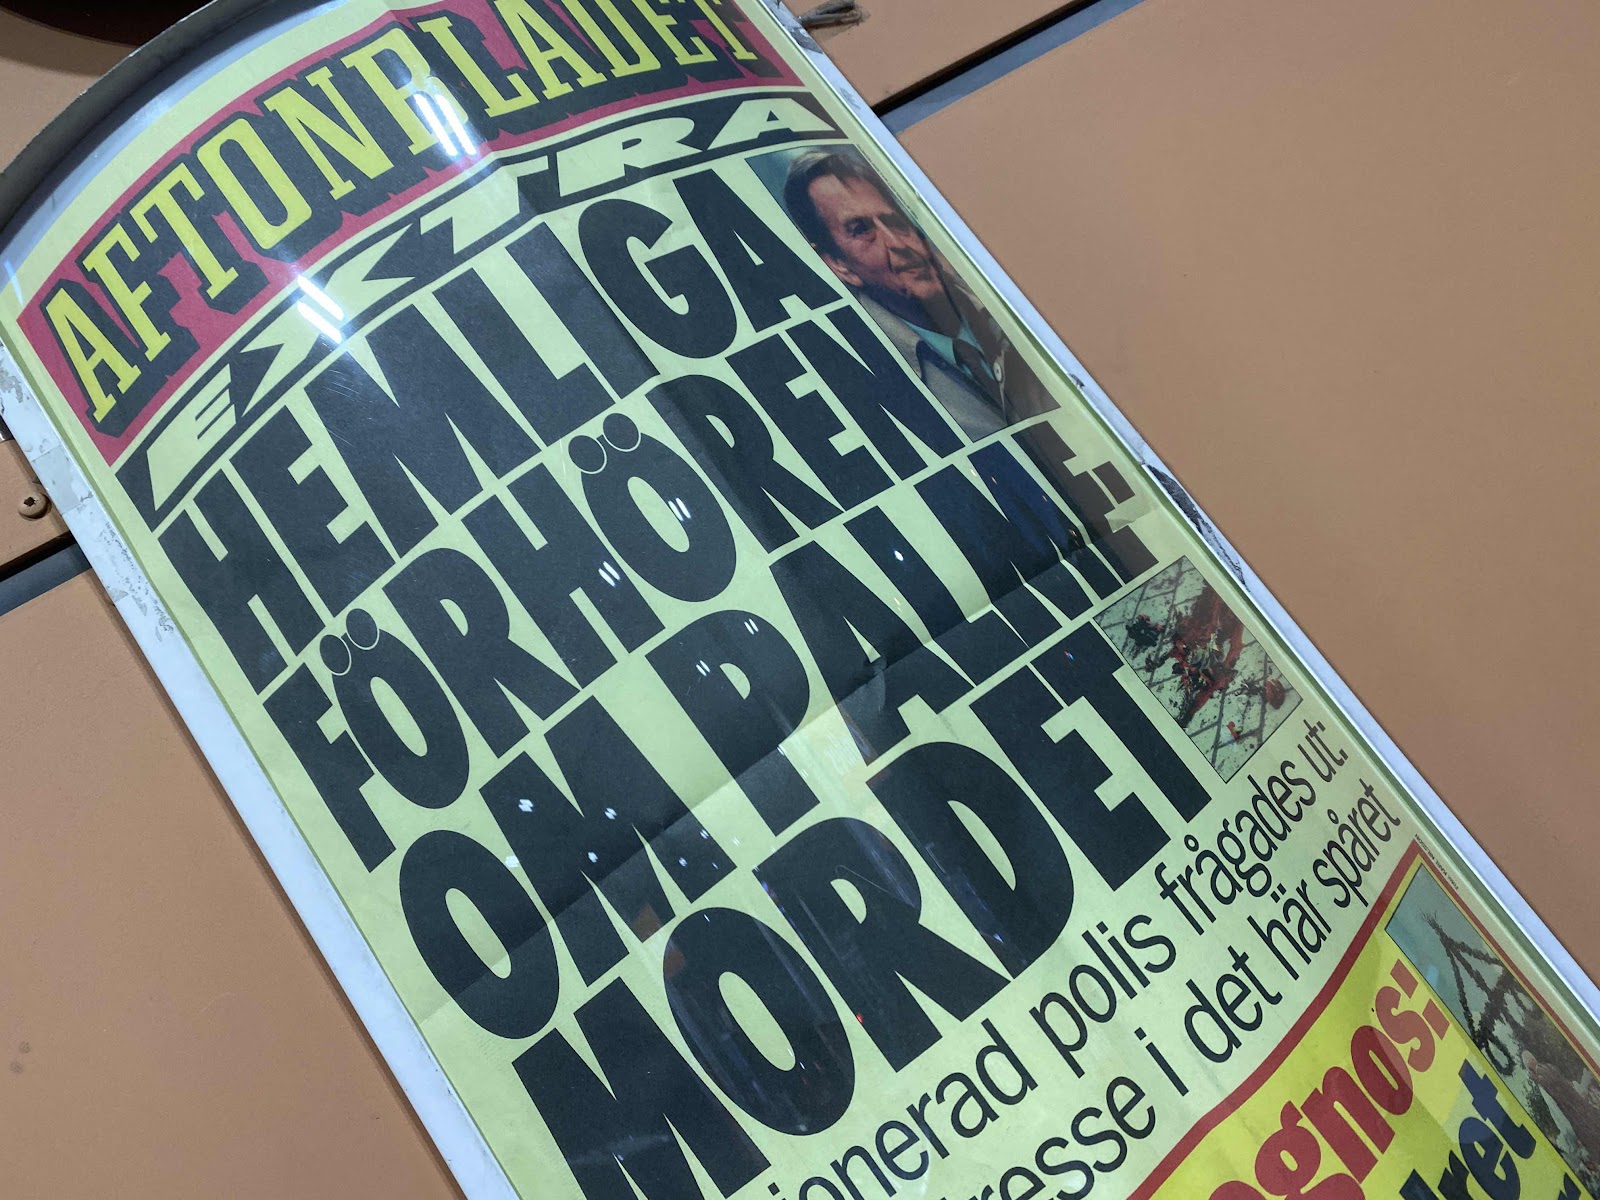 AFTONBLADET
EXTRA
HEMLIGA
FÖRHÖREN
OM PALME:
MORDET
polis frågades ut:
i det här spåret